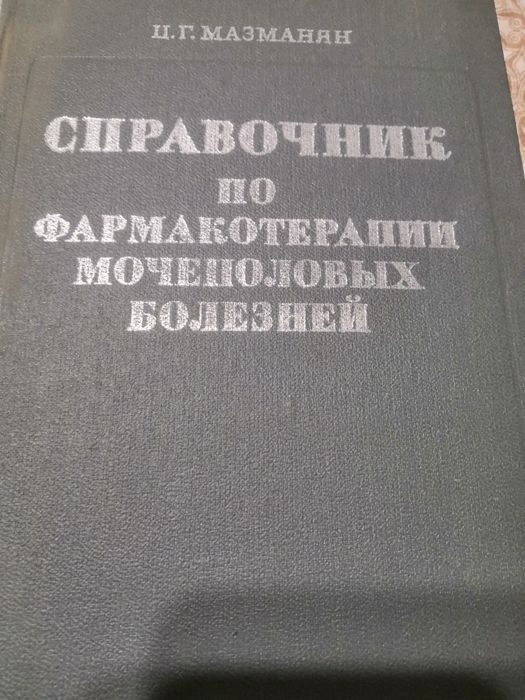 Ц.Г.МАЗМАНЯН
СПРАВОЧНИК
ПО
ФАРМАКОТЕРАПИИ
МОЧЕПОЛОВЫХ
БОЛЕЗНЕЙ